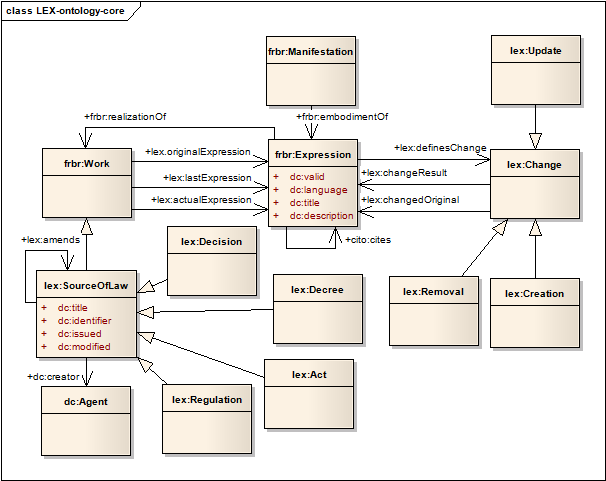 class LEX-ontology-core
frbr:Manifestation
lex:Update
+frbr:realizationOf
+frbr:embodimentOf
frbr:Work
+lex.originalExpression
+lex:lastExpression
+lex:actualExpression
frbr:Expression
+ dc:valid
+ dc:language
+ dc:title
+ dc:description
+lex:definesChange
+lex:changeResult
+lex:changedOriginal
lex:Change
+cito:cites
+lex:amends
lex:Decision
lex:SourceOfLaw
+ dc:title
+ dc:identifier
+ dc:issued
+ dc:modified
lex:Decree
lex:Removal
lex:Creation
+dc:creator
lex:Act
dc:Agent
lex:Regulation